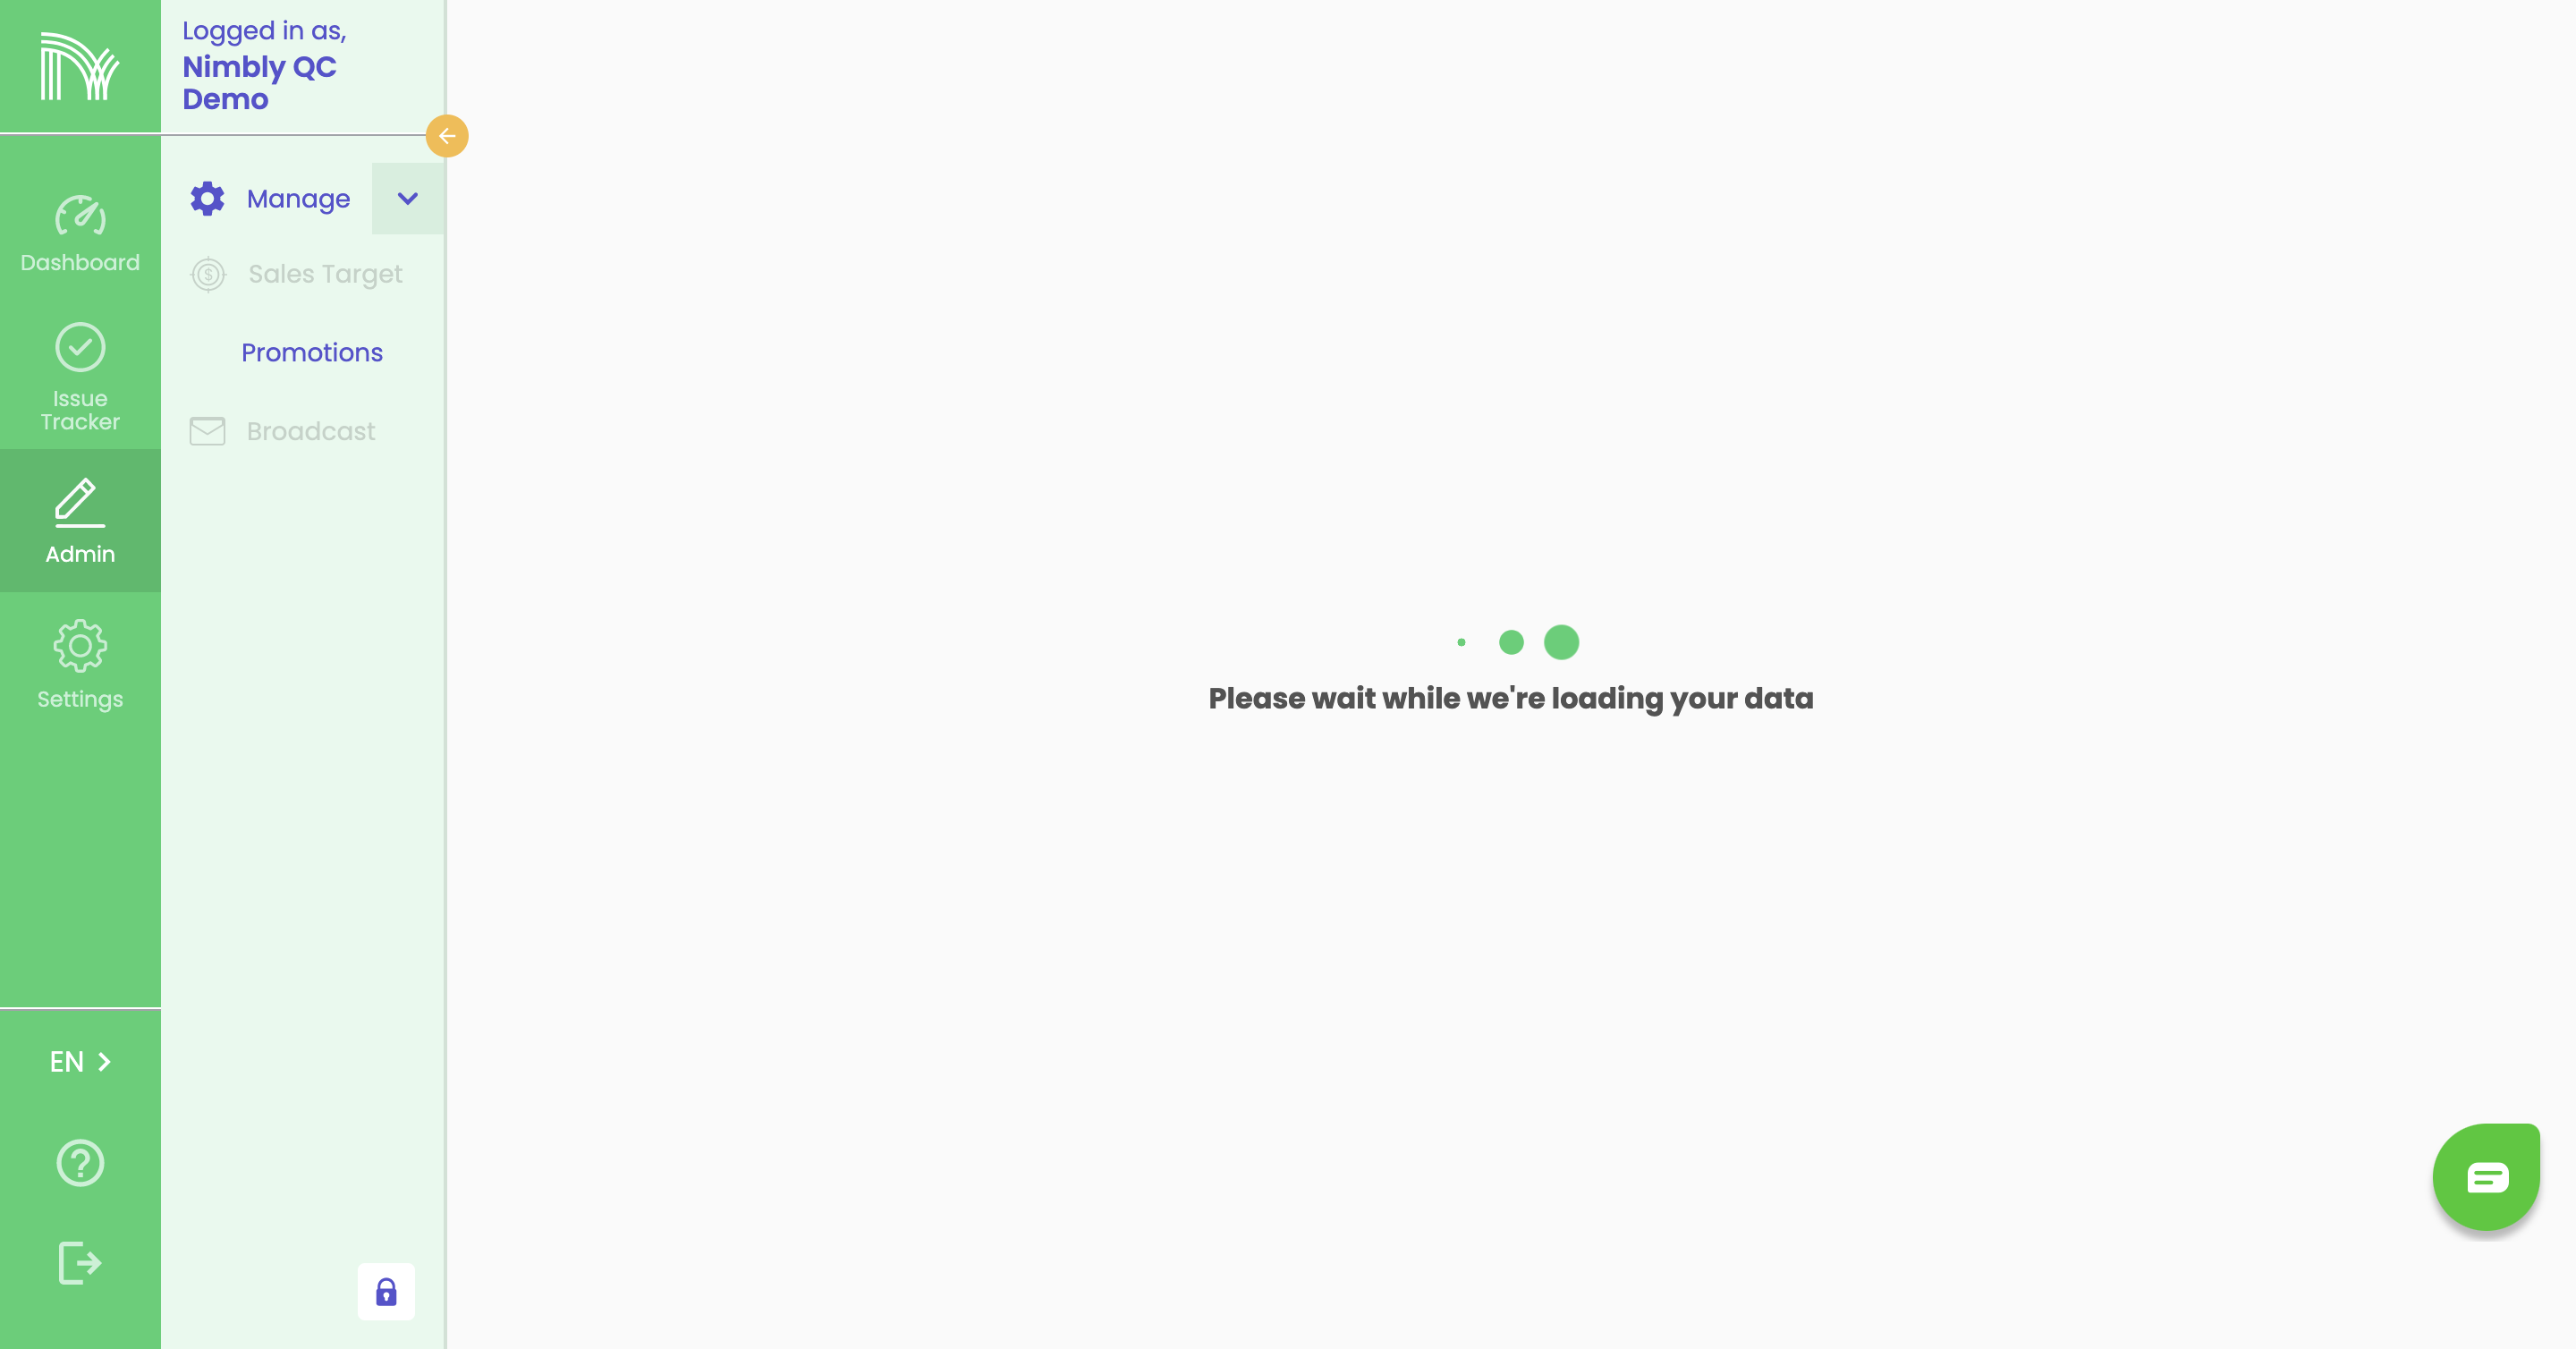 Logged in as,
Nimbly QC
Demo
Dashboard
Issue
Tracker
Admin
Settings
EN
Manage
Sales Target
Promotions
Broadcast
Please wait while we're loading your data